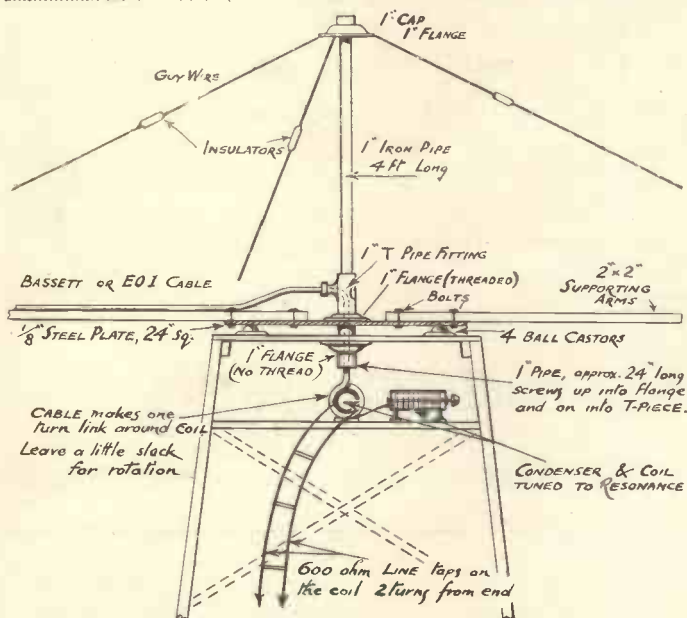 1" CAP
1" FLANGE
GUY WIRE
INSULATORS
1" IRON PIPE
4 ft Long
1" T PIPE FITTING
1" FLANGE (THREADED)
BOLTS
2" x 2"
SUPPORTING
ARMS
BASSETT OR EO1 CABLE
1/8" STEEL PLATE, 24" Sq.
4 BALL CASTORS
1" FLANGE
(NO THREAD)
1" PIPE, approx. 24" long
screws up into flange
and on into T-PIECE.
CABLE makes one
turn link around COIL
Leave a little slack
for rotation
CONDENSER & COIL
TUNED TO RESONANCE
600 ohm LINE taps on
the coil 2 turns from end